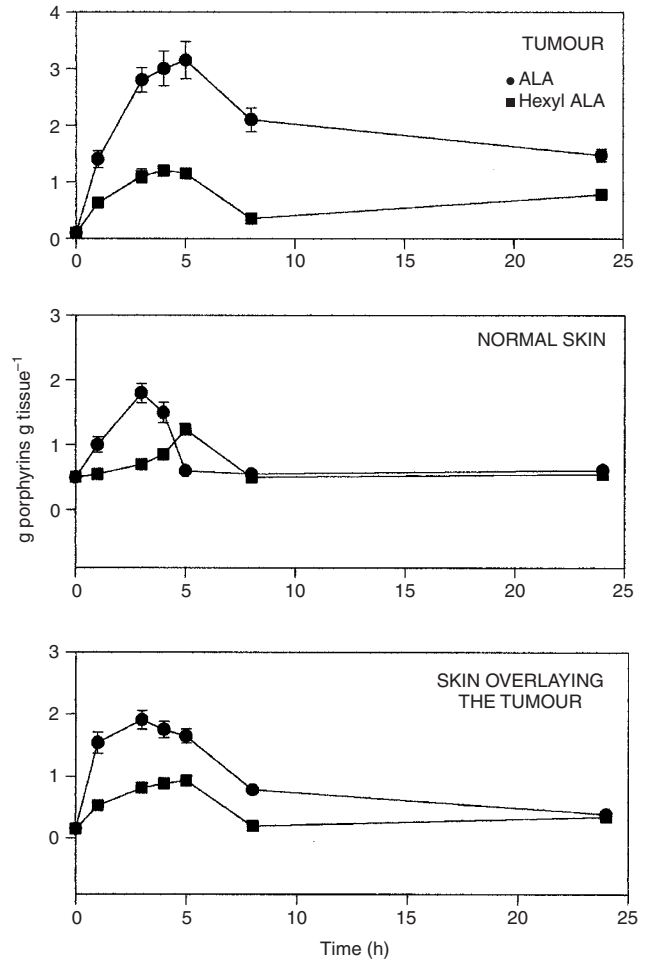 4
3
2
1
0
TUMOUR
● ALA
■ Hexyl ALA
0 5 10 15 20 25
3
2
1
0
NORMAL SKIN
0 5 10 15 20 25
g porphyrins g tissue⁻¹
3
2
1
0
SKIN OVERLAYING
THE TUMOUR
0 5 10 15 20 25
Time (h)